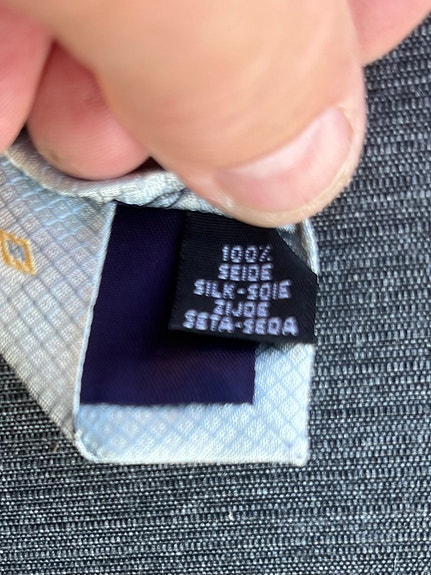 100%
SEIDE
SILK-SOIE
ZIJDE
SETA-SEDA